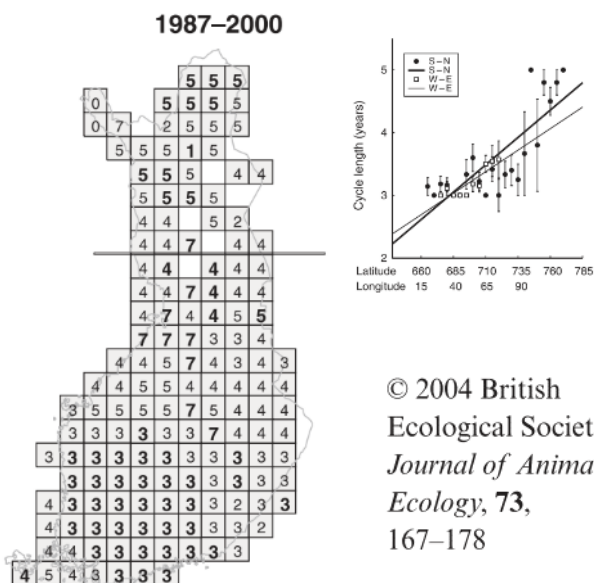 1987–2000
5 5 5
0 5 5 5 5
0 7 2 5 5 5
5 5 5 1 5
5 5 5 4 4
5 5 5 5
4 4 5 2
4 4 7 4 4
4 4 4 4 4
4 4 7 4 4 4
4 7 4 4 5 5
7 7 7 3 3 4
4 4 5 7 4 3 4 3
4 4 5 4 4 4 4 4 4
3 5 5 5 5 7 5 4 4 4
3 3 3 3 3 3 7 4 4 4
3 3 3 3 3 3 3 3 3 3 3
3 3 3 3 3 3 3 3 3 3
4 3 3 3 3 3 3 3 2 3 3
4 3 3 3 3 3 3 3 3 2
4 4 3 3 3 3 3 3 3
4 5 4 3 3 3 3
S–N
S–N
W–E
W–E
Cycle length (years)
5
4
3
2
Latitude 660 685 710 735 760 785
Longitude 15 40 65 90
© 2004 British
Ecological Societ
Journal of Anima
Ecology, 73,
167–178